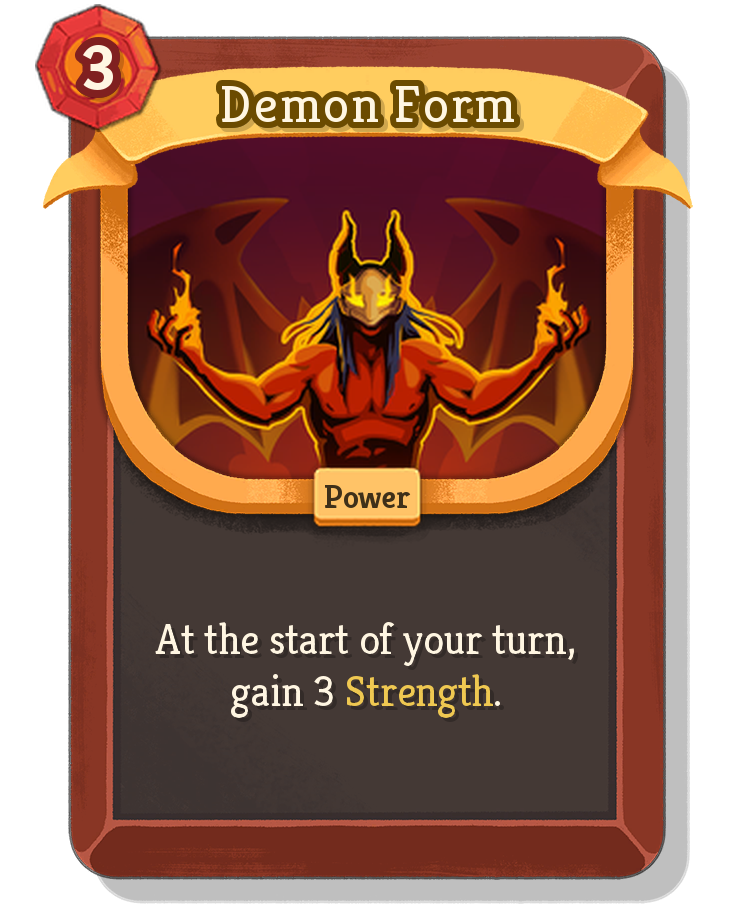 3
Demon Form
Power
At the start of your turn,
gain 3 Strength.